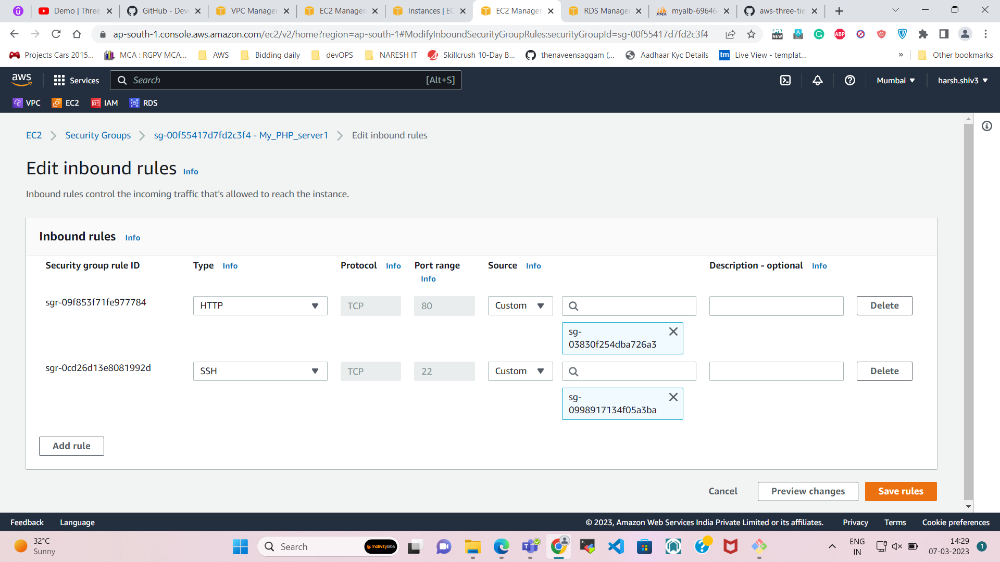 Demo | Three
GitHub - Dev
VPC Manager
EC2 Manager
Instances | EC
EC2 Manager
RDS Manager
PMA
myalb-69646
aws-three-tie
ap-south-1.console.aws.amazon.com/ec2/v2/home?region=ap-south-1#ModifyInboundSecurityGroupRules:securityGroupId=sg-00f55417d7fd2c3f4
NEW
ABP
Projects Cars 2015...
MCA : RGPV MCA...
AWS
Bidding daily
devOPS
NARESH IT
Skillcrush 10-Day B...
thenaveensaggam (...
Aadhaar Kyc Details
tm
Live View - templat...
»
Other bookmarks
aws
Services
Search
[Alt+S]
Mumbai
harsh.shiv3
VPC
EC2
IAM
RDS
EC2
Security Groups
sg-00f55417d7fd2c3f4 - My_PHP_server1
Edit inbound rules
Edit inbound rules Info
Inbound rules control the incoming traffic that's allowed to reach the instance.
Inbound rules Info
Security group rule ID
Type Info
Protocol Info
Port range
Info
Source Info
Description - optional Info
sgr-09f853f71fe977784
HTTP
TCP
80
Custom
Delete
sg-
03830f254dba726a3
sgr-0cd26d13e8081992d
SSH
TCP
22
Custom
Delete
sg-
0998917134f05a3ba
Add rule
Cancel
Preview changes
Save rules
Feedback
Language
© 2023, Amazon Web Services India Private Limited or its affiliates.
Privacy
Terms
Cookie preferences
32°C
Sunny
Search
motivitylabs
ENG
IN
14:29
07-03-2023
1